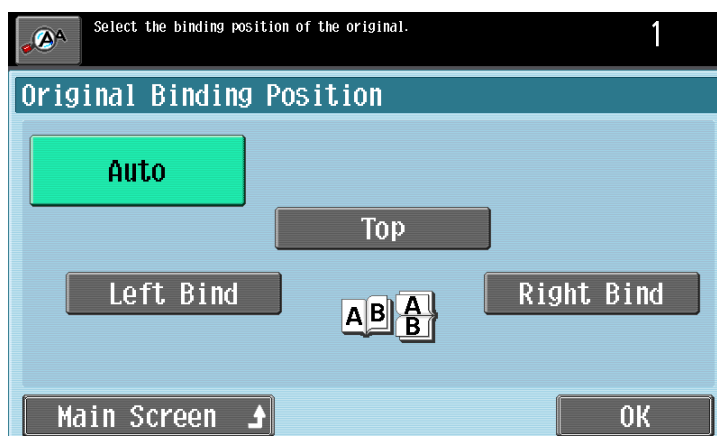 Select the binding position of the original.
1
Original Binding Position
Auto
Top
Left Bind
Right Bind
A B A
B
Main Screen
OK